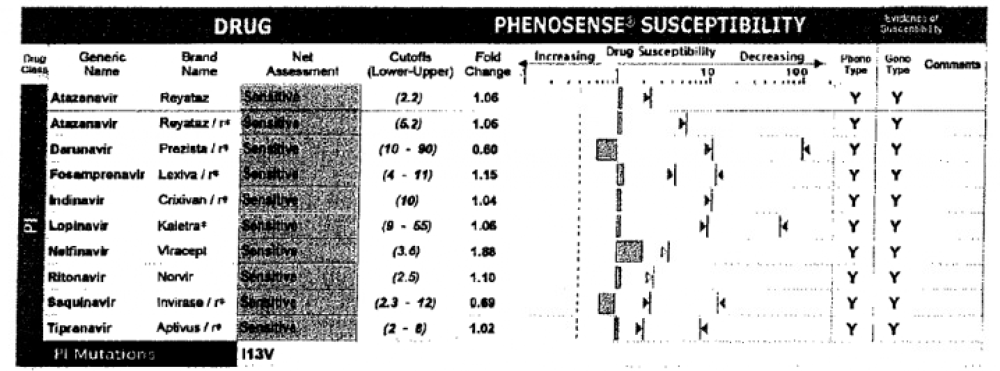 DRUG PHENOSENSE® SUSCEPTIBILITY Evidence of Susceptibility
Drug Class Generic Name Brand Name Net Assessment Cutoffs (Lower-Upper) Fold Change Increasing Drug Susceptibility Decreasing Pheno Type Geno Type Comments
.1 1 10 100
PI
Atazanavir Reyataz Sensitive (2.2) 1.06 Y Y
Atazanavir Reyataz / r‡ Sensitive (5.2) 1.06 Y Y
Darunavir Prezista / r‡ Sensitive (10 - 90) 0.60 Y Y
Fosamprenavir Lexiva / r‡ Sensitive (4 - 11) 1.15 Y Y
Indinavir Crixivan / r‡ Sensitive (10) 1.04 Y Y
Lopinavir Kaletra‡ Sensitive (9 - 55) 1.06 Y Y
Nelfinavir Viracept Sensitive (3.6) 1.88 Y Y
Ritonavir Norvir Sensitive (2.5) 1.10 Y Y
Saquinavir Invirase / r‡ Sensitive (2.3 - 12) 0.69 Y Y
Tipranavir Aptivus / r‡ Sensitive (2 - 8) 1.02 Y Y
PI Mutations I13V